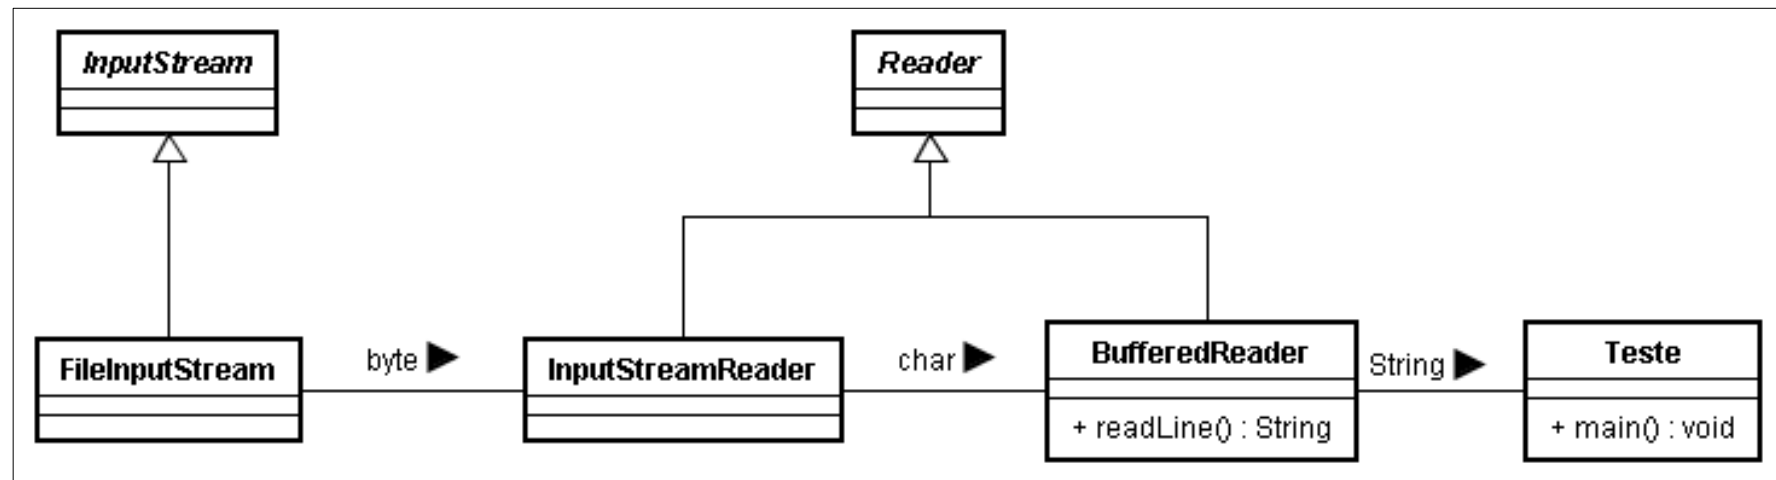 InputStream
Reader
FileInputStream
byte
InputStreamReader
char
BufferedReader
+ readLine() : String
String
Teste
+ main() : void